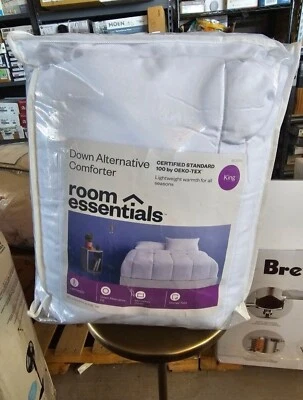 Down Alternative
Comforter
CERTIFIED STANDARD
100 by OEKO-TEX
Lightweight warmth for all
seasons
King
room
essentials
Bre